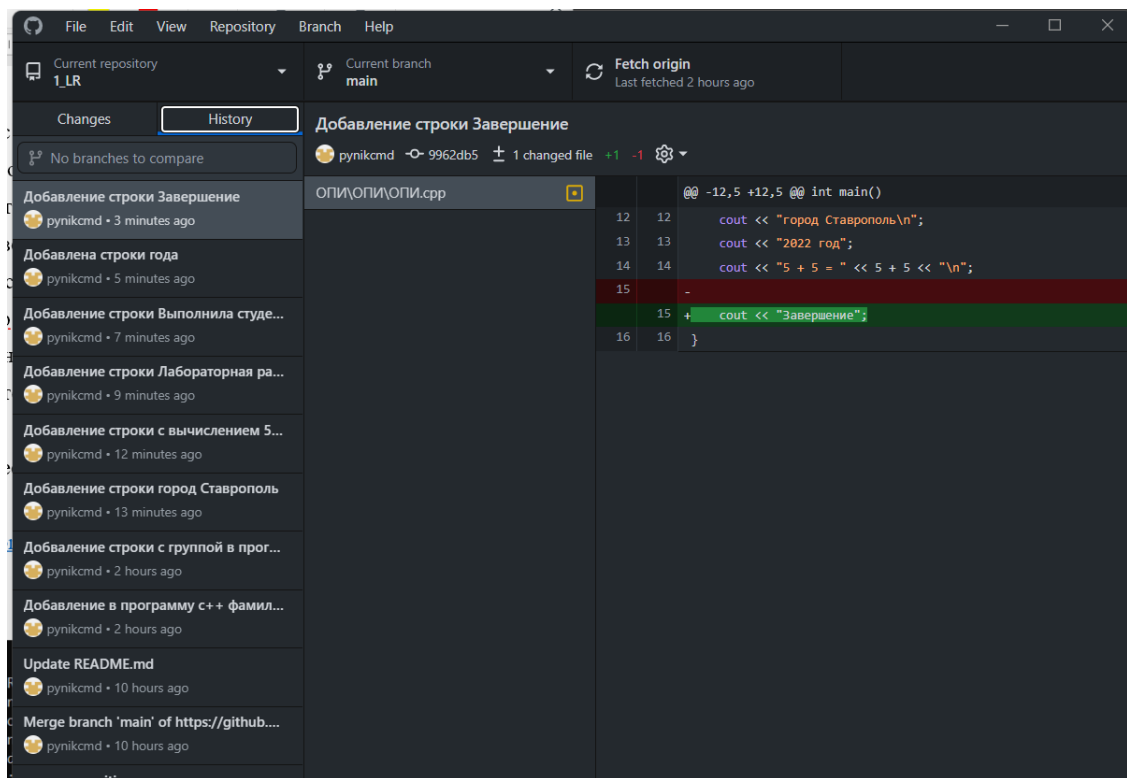 File Edit View Repository Branch Help
Current repository
1_LR
Current branch
main
Fetch origin
Last fetched 2 hours ago
Changes History
No branches to compare
Добавление строки Завершение
pynikcmd • 3 minutes ago
Добавлена строки года
pynikcmd • 5 minutes ago
Добавление строки Выполнила студе...
pynikcmd • 7 minutes ago
Добавление строки Лабораторная ра...
pynikcmd • 9 minutes ago
Добавление строки с вычислением 5...
pynikcmd • 12 minutes ago
Добавление строки город Ставрополь
pynikcmd • 13 minutes ago
Добваление строки с группой в прог...
pynikcmd • 2 hours ago
Добавление в программу с++ фамил...
pynikcmd • 2 hours ago
Update README.md
pynikcmd • 10 hours ago
Merge branch 'main' of https://github....
pynikcmd • 10 hours ago
Добавление строки Завершение
pynikcmd 9962db5 1 changed file +1 -1
ОПИ\ОПИ\ОПИ.cpp
@@ -12,5 +12,5 @@ int main()
12 12 cout << "город Ставрополь\n";
13 13 cout << "2022 год";
14 14 cout << "5 + 5 = " << 5 + 5 << "\n";
15 -
15 + cout << "Завершение";
16 16 }